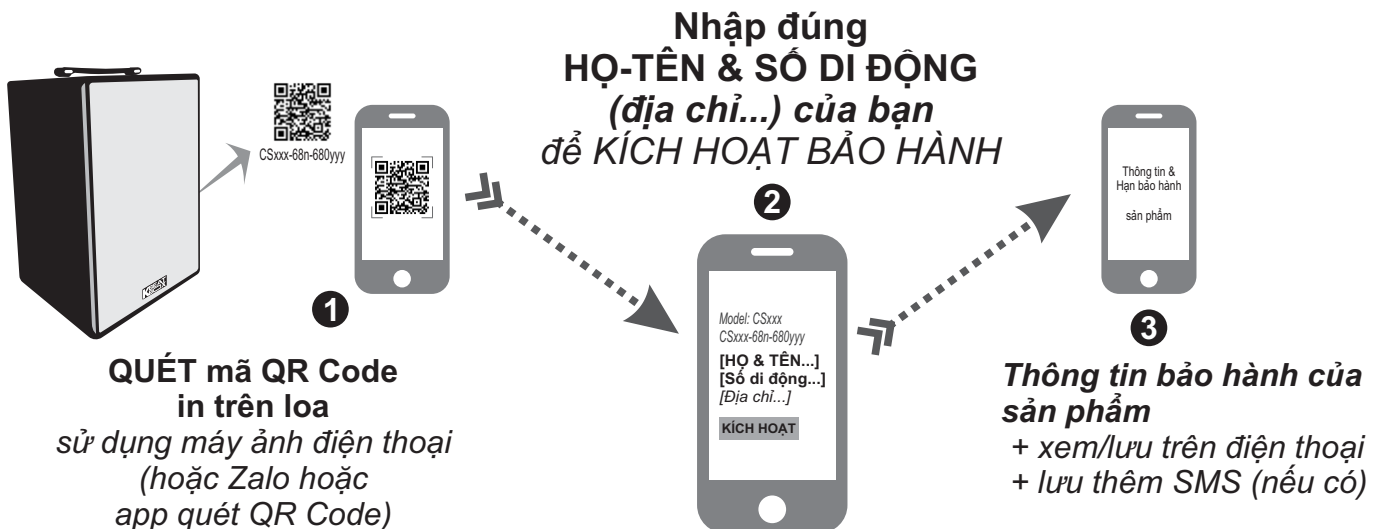 Nhập đúng
HỌ-TÊN & SỐ DI ĐỘNG
(địa chỉ...) của bạn
để KÍCH HOẠT BẢO HÀNH
CSxxx-68n-680yyy
1
QUÉT mã QR Code
in trên loa
sử dụng máy ảnh điện thoại
(hoặc Zalo hoặc
app quét QR Code)
2
Model: CSxxx
CSxxx-68n-680yyy
[HỌ & TÊN...]
[Số di động...]
[Địa chỉ...]
KÍCH HOẠT
Thông tin &
Hạn bảo hành
sản phẩm
3
Thông tin bảo hành của
sản phẩm
+ xem/lưu trên điện thoại
+ lưu thêm SMS (nếu có)